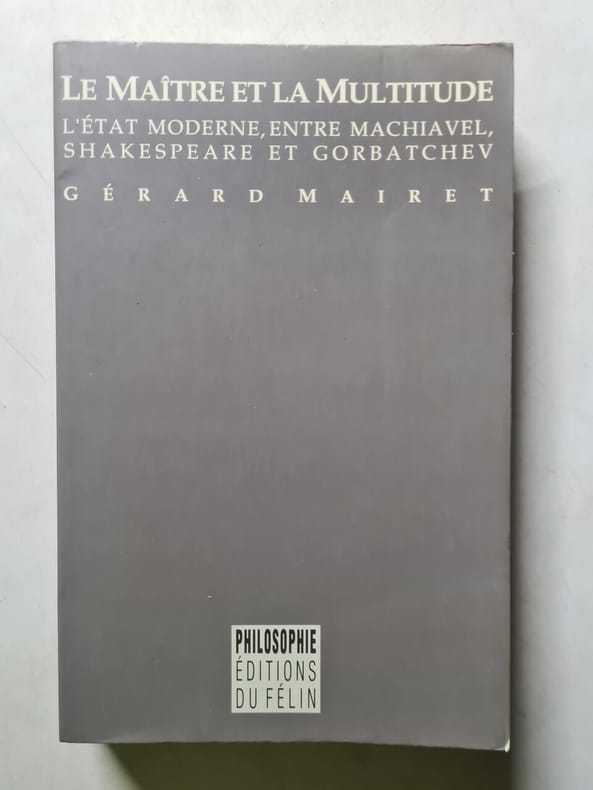 LE MAÎTRE ET LA MULTITUDE
L'ÉTAT MODERNE, ENTRE MACHIAVEL,
SHAKESPEARE ET GORBATCHEV
GÉRARD MAIRET
PHILOSOPHIE
ÉDITIONS
DU FÉLIN